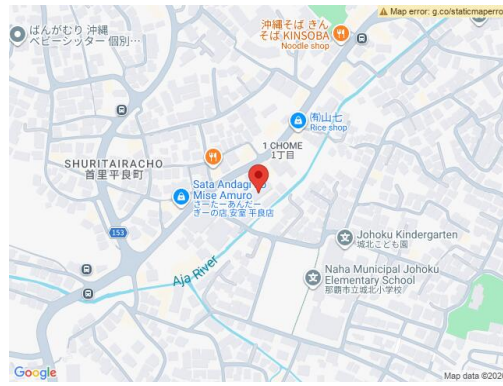 Map error: g.co/staticmaperro
ばんがむり 沖縄
ベビーシッター 個別…
沖縄そば きん
そば KINSOBA
Noodle shop
㈲山七
Rice shop
1 CHOME
1丁目
SHURITAIRACHO
首里平良町
Sata Andagi no
Mise Amuro
さーたーあんだー
ぎーの店 安室 平良店
153
Johoku Kindergarten
城北こども園
Aja River
Naha Municipal Johoku
Elementary School
那覇市立城北小学校
Google
Map data ©202